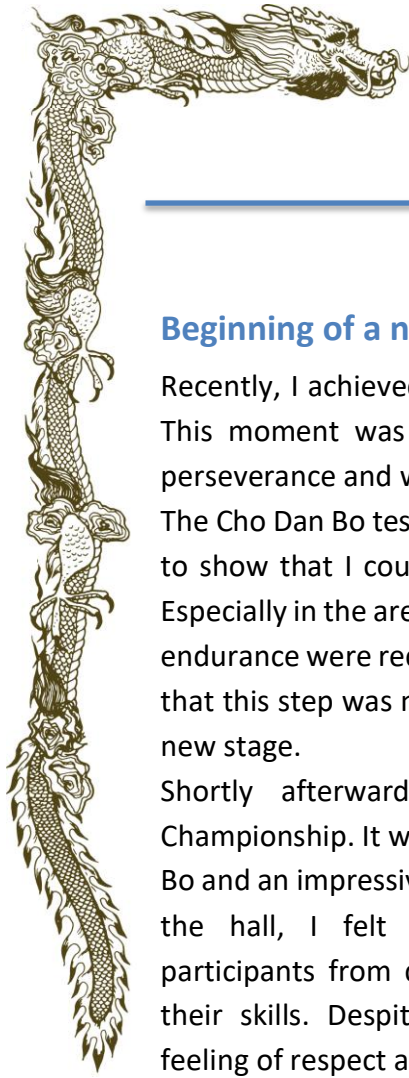 Beginning of a n
Recently, I achieved
This moment was
perseverance and w
The Cho Dan Bo tes
to show that I cou
Especially in the are
endurance were rec
that this step was n
new stage.
Shortly afterward
Championship. It w
Bo and an impressiv
the hall, I felt
participants from c
their skills. Despit
feeling of respect a